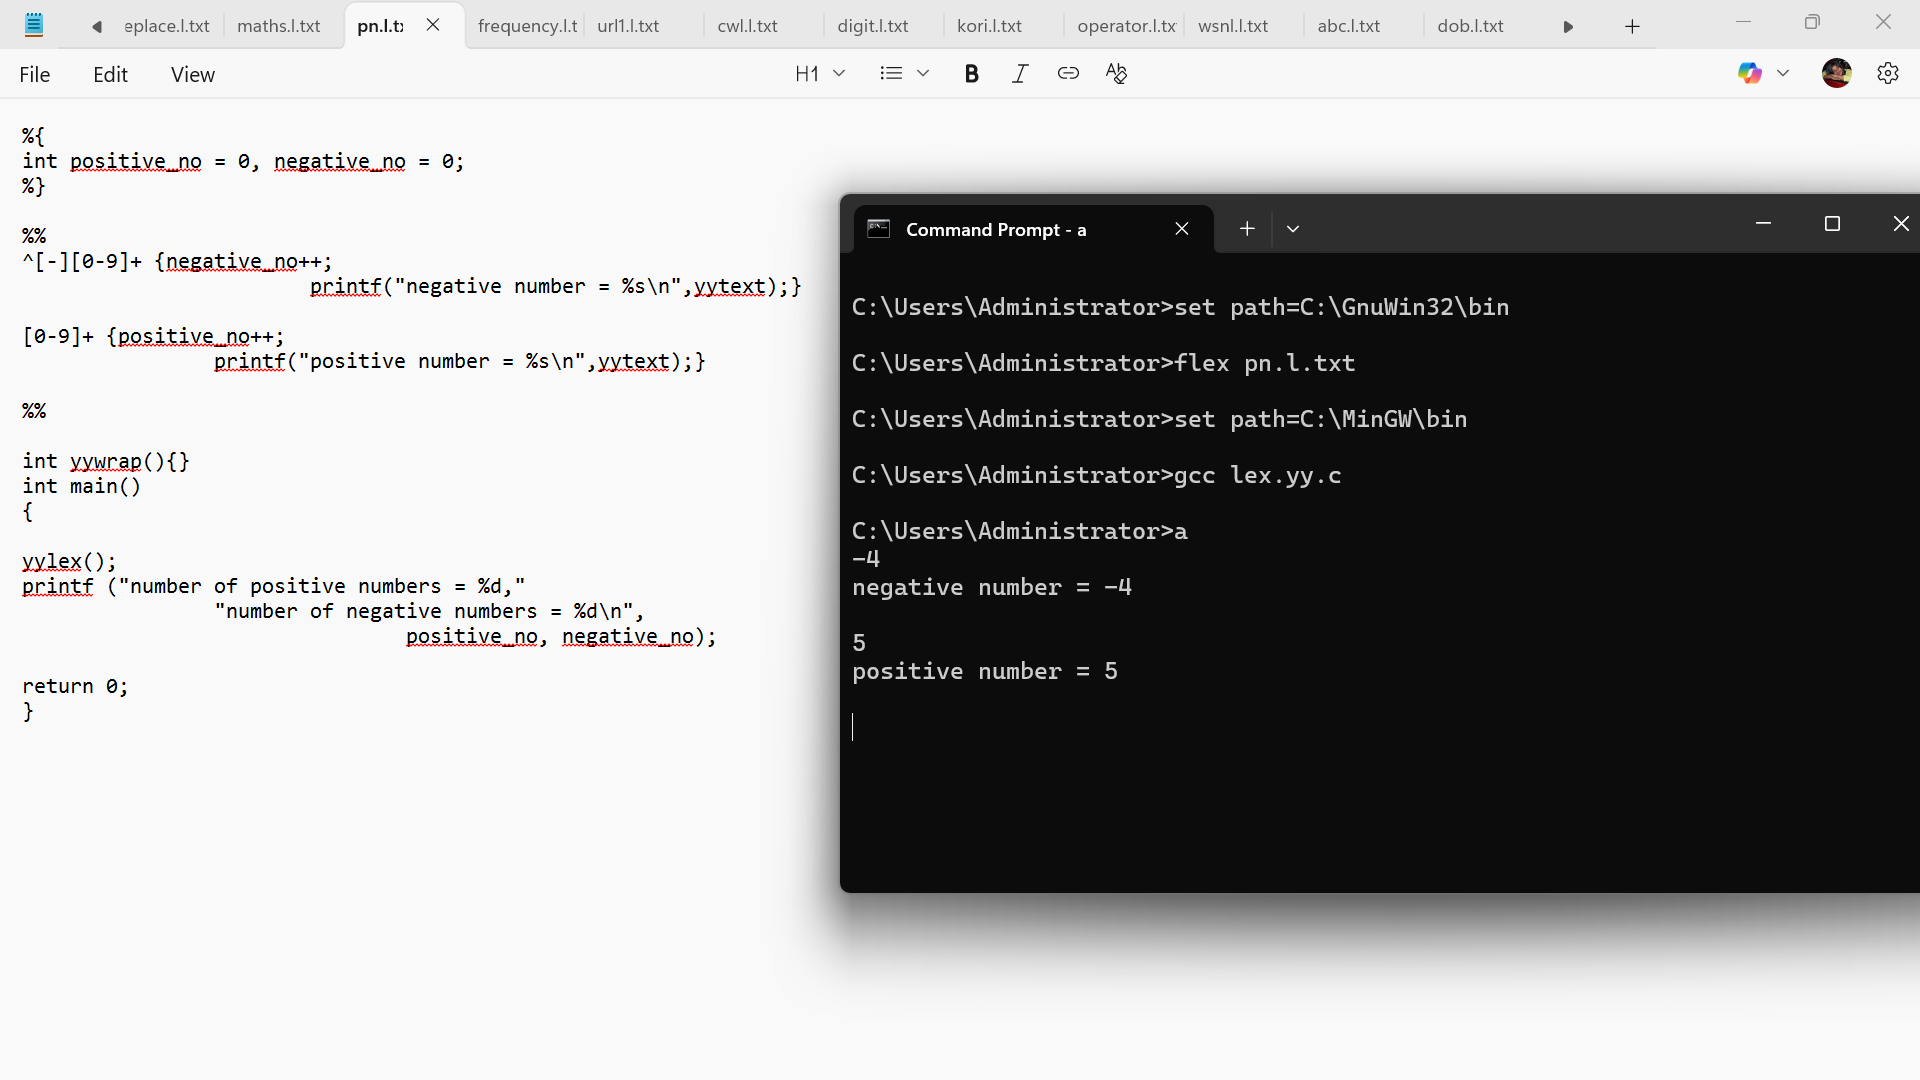 eplace.l.txt maths.l.txt pn.l.t frequency.l.t url1.l.txt cwl.l.txt digit.l.txt kori.l.txt operator.l.tx wsnl.l.txt abc.l.txt dob.l.txt
File Edit View H1 B I
%{
int positive_no = 0, negative_no = 0;
%}
%%
^[-][0-9]+ {negative_no++;
printf("negative number = %s\n",yytext);}
[0-9]+ {positive_no++;
printf("positive number = %s\n",yytext);}
%%
int yywrap(){}
int main()
{
yylex();
printf ("number of positive numbers = %d,"
"number of negative numbers = %d\n",
positive_no, negative_no);
return 0;
}
Command Prompt - a
C:\Users\Administrator>set path=C:\GnuWin32\bin
C:\Users\Administrator>flex pn.l.txt
C:\Users\Administrator>set path=C:\MinGW\bin
C:\Users\Administrator>gcc lex.yy.c
C:\Users\Administrator>a
-4
negative number = -4
5
positive number = 5